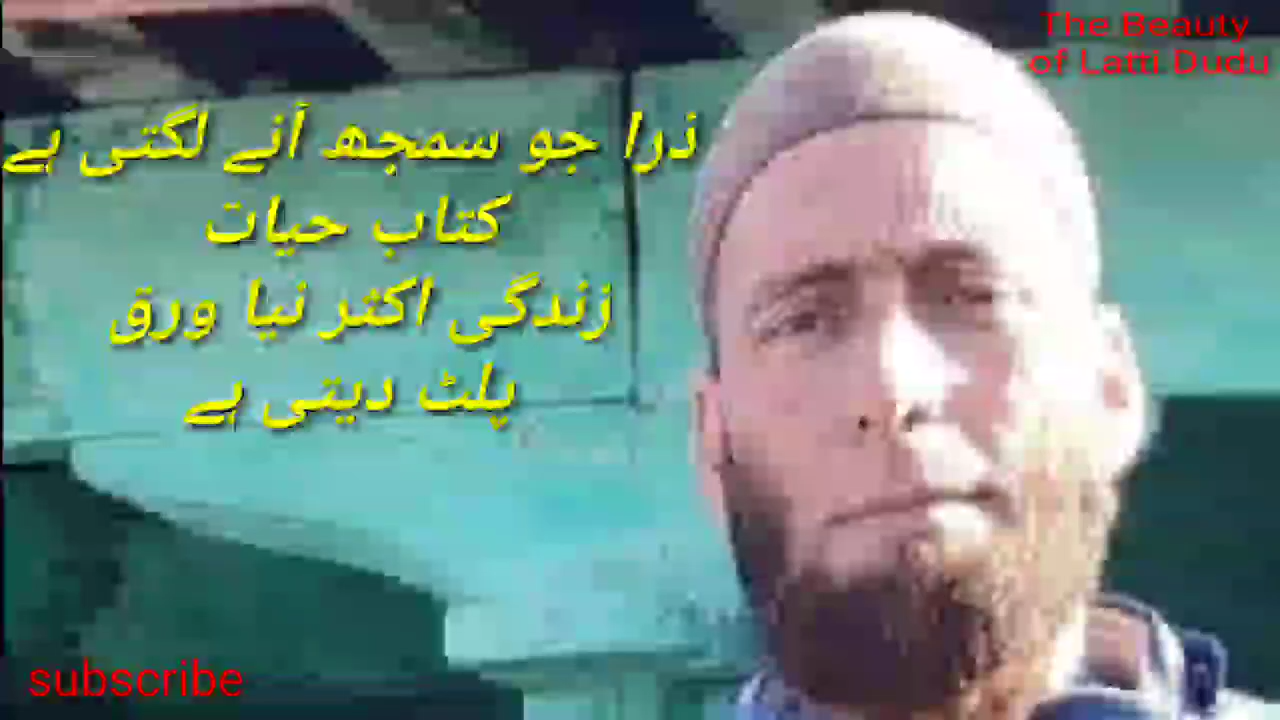 The Beauty
of Latti Dudu
ذرا جو سمجھ آنے لگتی ہے
کتاب حیات
زندگی اکثر نیا ورق
پلٹ دیتی ہے
subscribe